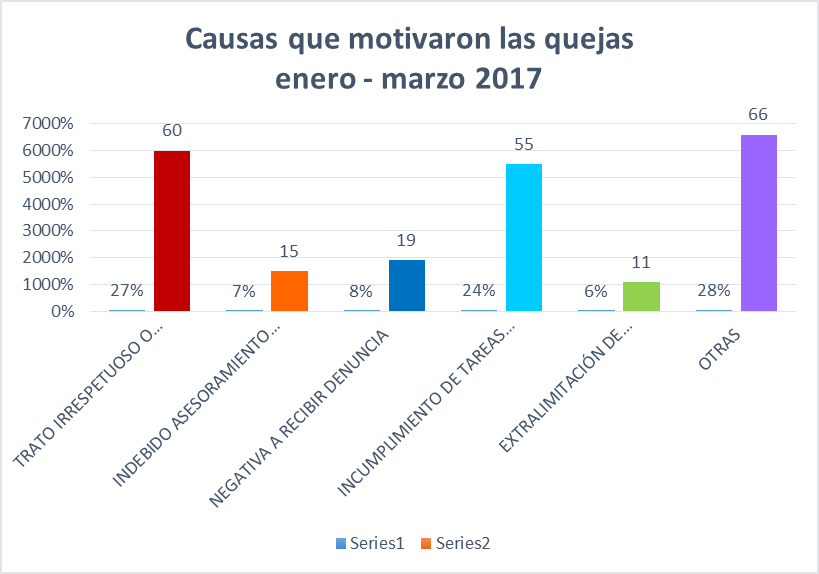 Causas que motivaron las quejas
enero - marzo 2017
7000%
6000%
5000%
4000%
3000%
2000%
1000%
0%
27%
60
7%
15
8%
19
24%
55
6%
11
28%
66
TRATO IRRESPETUOSO O...
INDEBIDO ASESORAMIENTO...
NEGATIVA A RECIBIR DENUNCIA
INCUMPLIMIENTO DE TAREAS...
EXTRALIMITACIÓN DE...
OTRAS
Series1
Series2